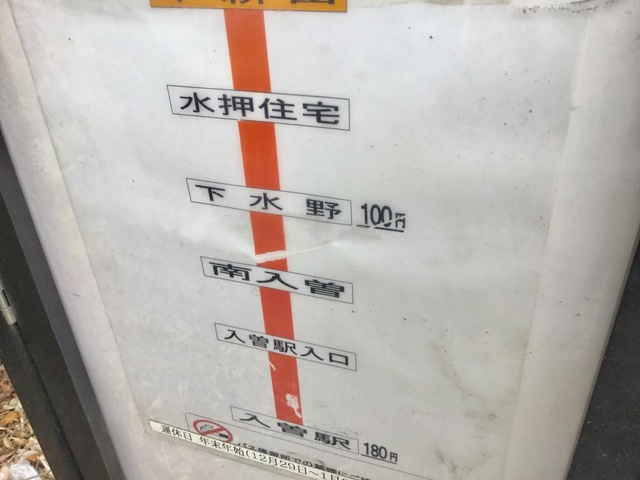 水押住宅
下水野 100円
南入曽
入曽駅入口
入曽駅 180円
運休日 年末年始(12月29日~1月